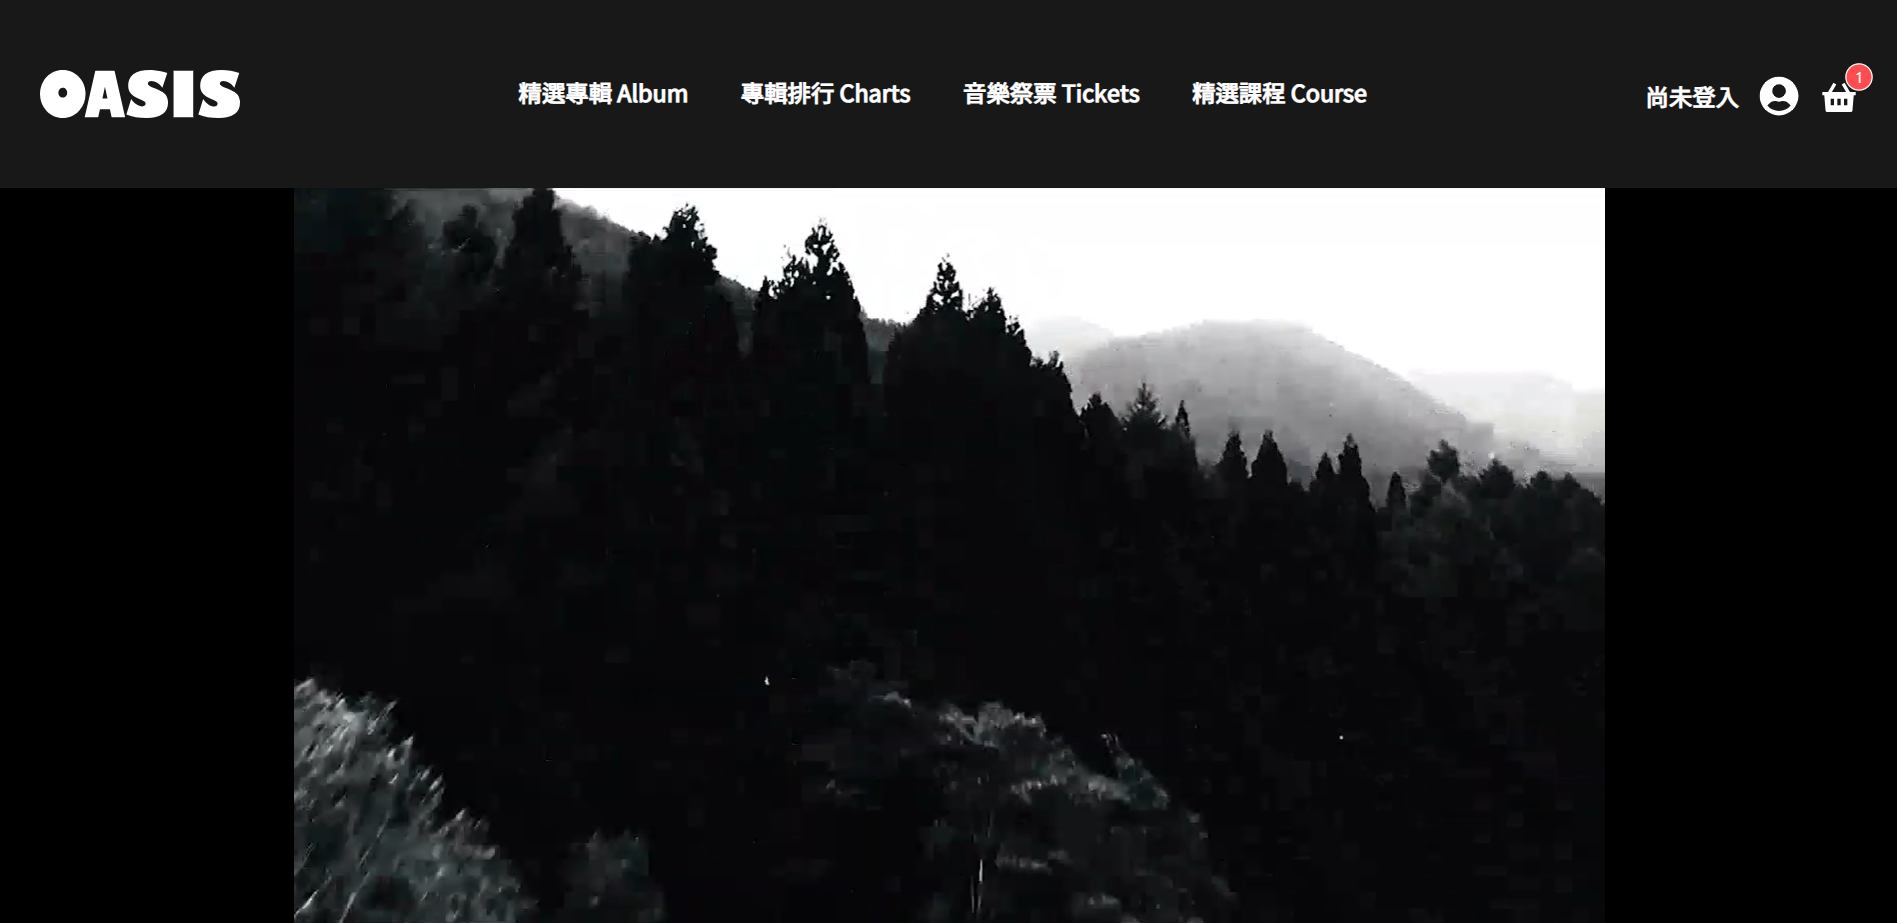 OASIS
精選專輯 Album
專輯排行 Charts
音樂祭票 Tickets
精選課程 Course
尚未登入
1